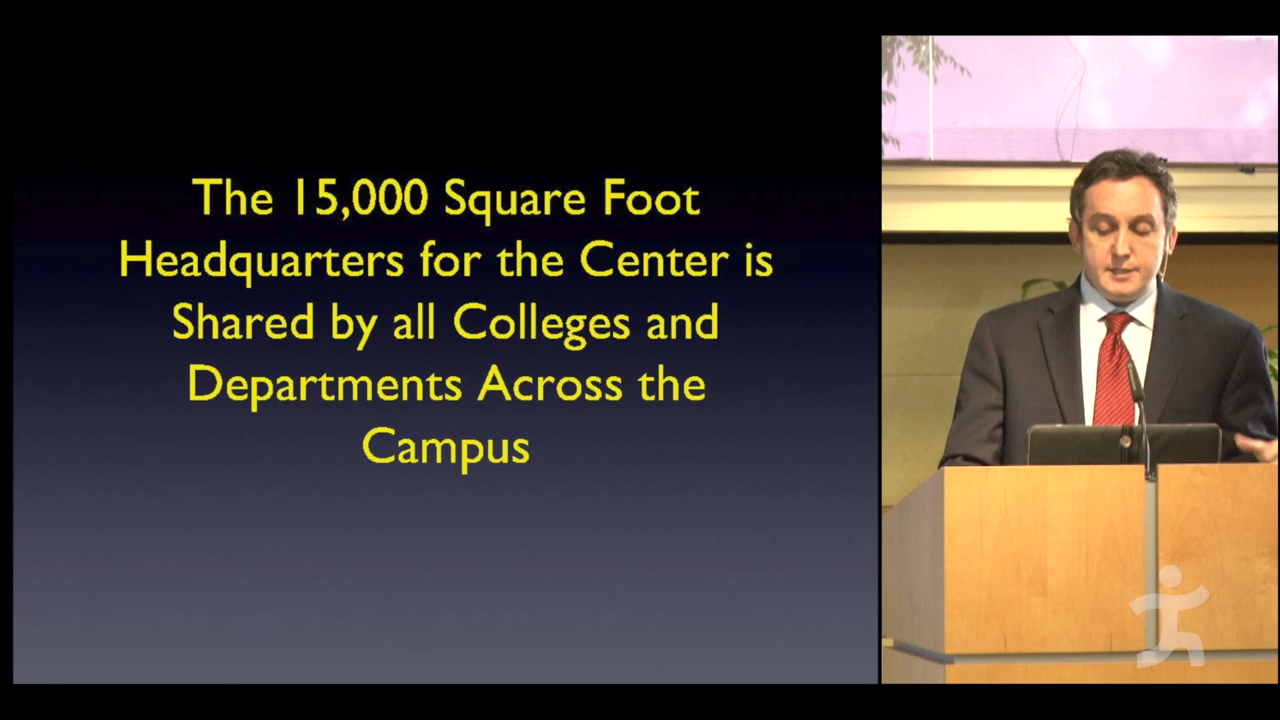 The 15,000 Square Foot
Headquarters for the Center is
Shared by all Colleges and
Departments Across the
Campus